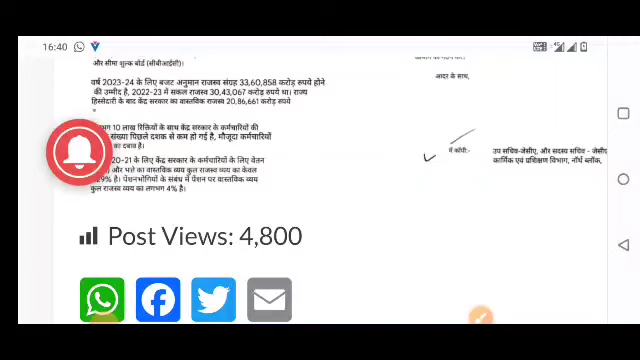 16:40
और सीमा शुल्क बोर्ड (सीबीआईसी)।
वर्ष 2023-24 के लिए बजट अनुमान राजस्व संग्रह 33,60,858 करोड़ रुपये होने
की उम्मीद है, 2022-23 में सकल राजस्व 30,43,067 करोड़ रुपये था। राज्य
हिस्सेदारी के बाद केंद्र सरकार का वास्तविक राजस्व 20,86,661 करोड़ रुपये
10 लाख रिक्तियों के साथ केंद्र सरकार के कर्मचारियों की
संख्या पिछले दशक से कम हो गई है, मौजूदा कर्मचारियों
का दबाव है।
20-21 के लिए केंद्र सरकार के कर्मचारियों के लिए वेतन
और भत्ते का वास्तविक व्यय कुल राजस्व व्यय का केवल
29% है। पेंशनभोगियों के संबंध में पेंशन पर वास्तविक व्यय
कुल राजस्व व्यय का लगभग 4% है।
आदर के साथ,
में कॉपी:-
उप सचिव-जेसीए, और सदस्य सचिव - जेसीए
कार्मिक एवं प्रशिक्षण विभाग, नॉर्थ ब्लॉक,
Post Views: 4,800